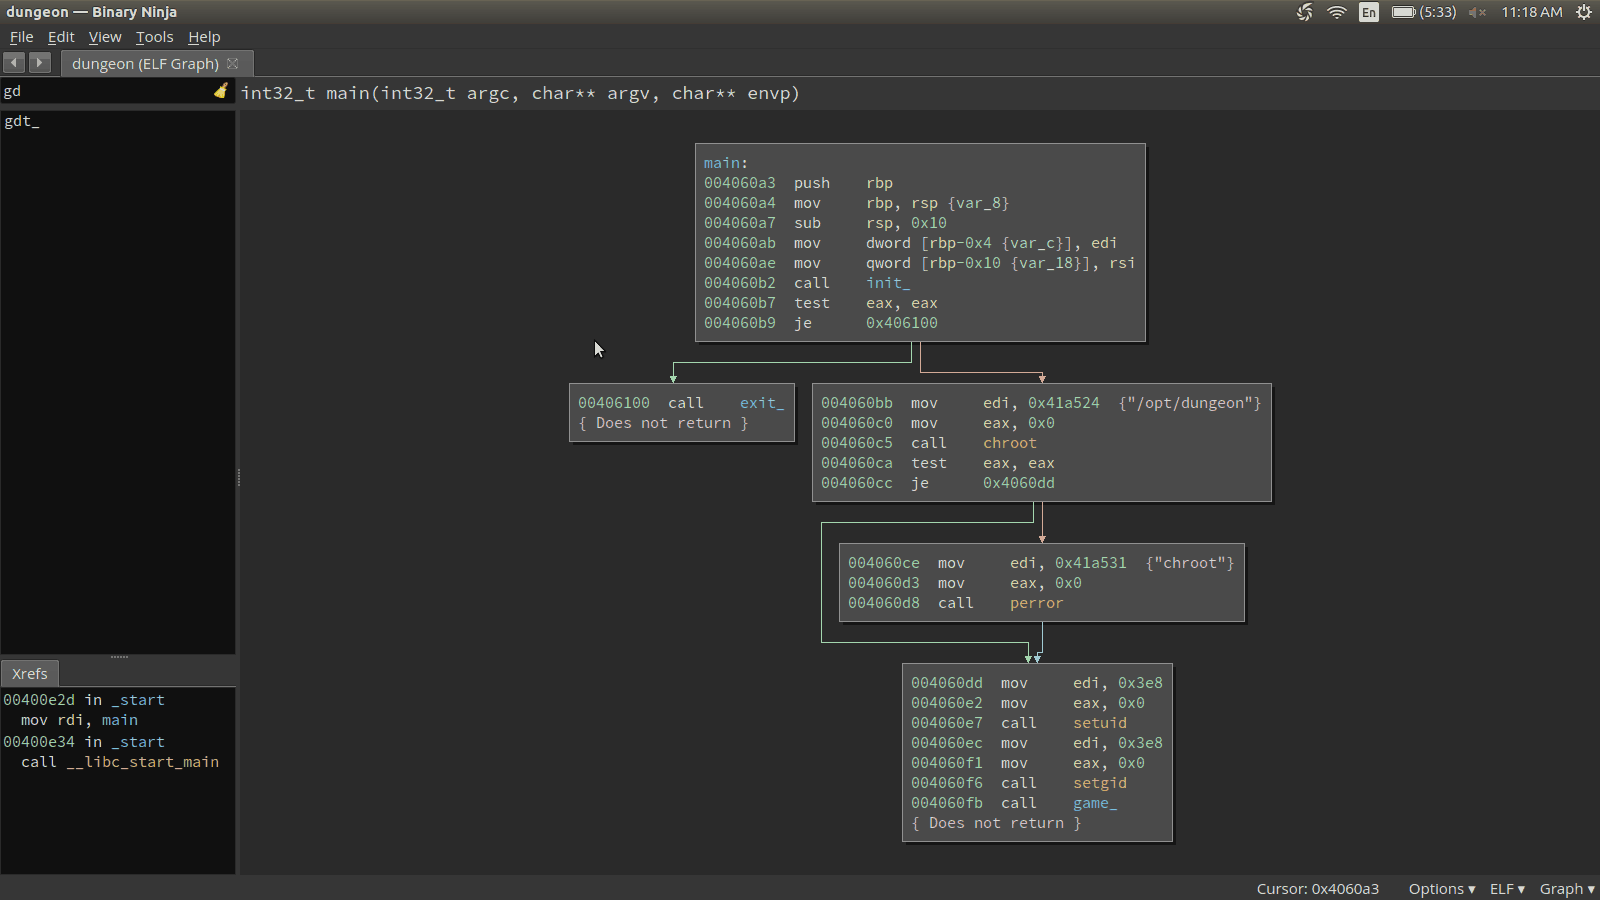 dungeon — Binary Ninja
En (5:33) 11:18 AM
File Edit View Tools Help
dungeon (ELF Graph)
gd
int32_t main(int32_t argc, char** argv, char** envp)
gdt_
main:
004060a3 push rbp
004060a4 mov rbp, rsp {var_8}
004060a7 sub rsp, 0x10
004060ab mov dword [rbp-0x4 {var_c}], edi
004060ae mov qword [rbp-0x10 {var_18}], rsi
004060b2 call init_
004060b7 test eax, eax
004060b9 je 0x406100
00406100 call exit_
{ Does not return }
004060bb mov edi, 0x41a524 {"/opt/dungeon"}
004060c0 mov eax, 0x0
004060c5 call chroot
004060ca test eax, eax
004060cc je 0x4060dd
004060ce mov edi, 0x41a531 {"chroot"}
004060d3 mov eax, 0x0
004060d8 call perror
004060dd mov edi, 0x3e8
004060e2 mov eax, 0x0
004060e7 call setuid
004060ec mov edi, 0x3e8
004060f1 mov eax, 0x0
004060f6 call setgid
004060fb call game_
{ Does not return }
Xrefs
00400e2d in _start
mov rdi, main
00400e34 in _start
call __libc_start_main
Cursor: 0x4060a3 Options ▾ ELF ▾ Graph ▾